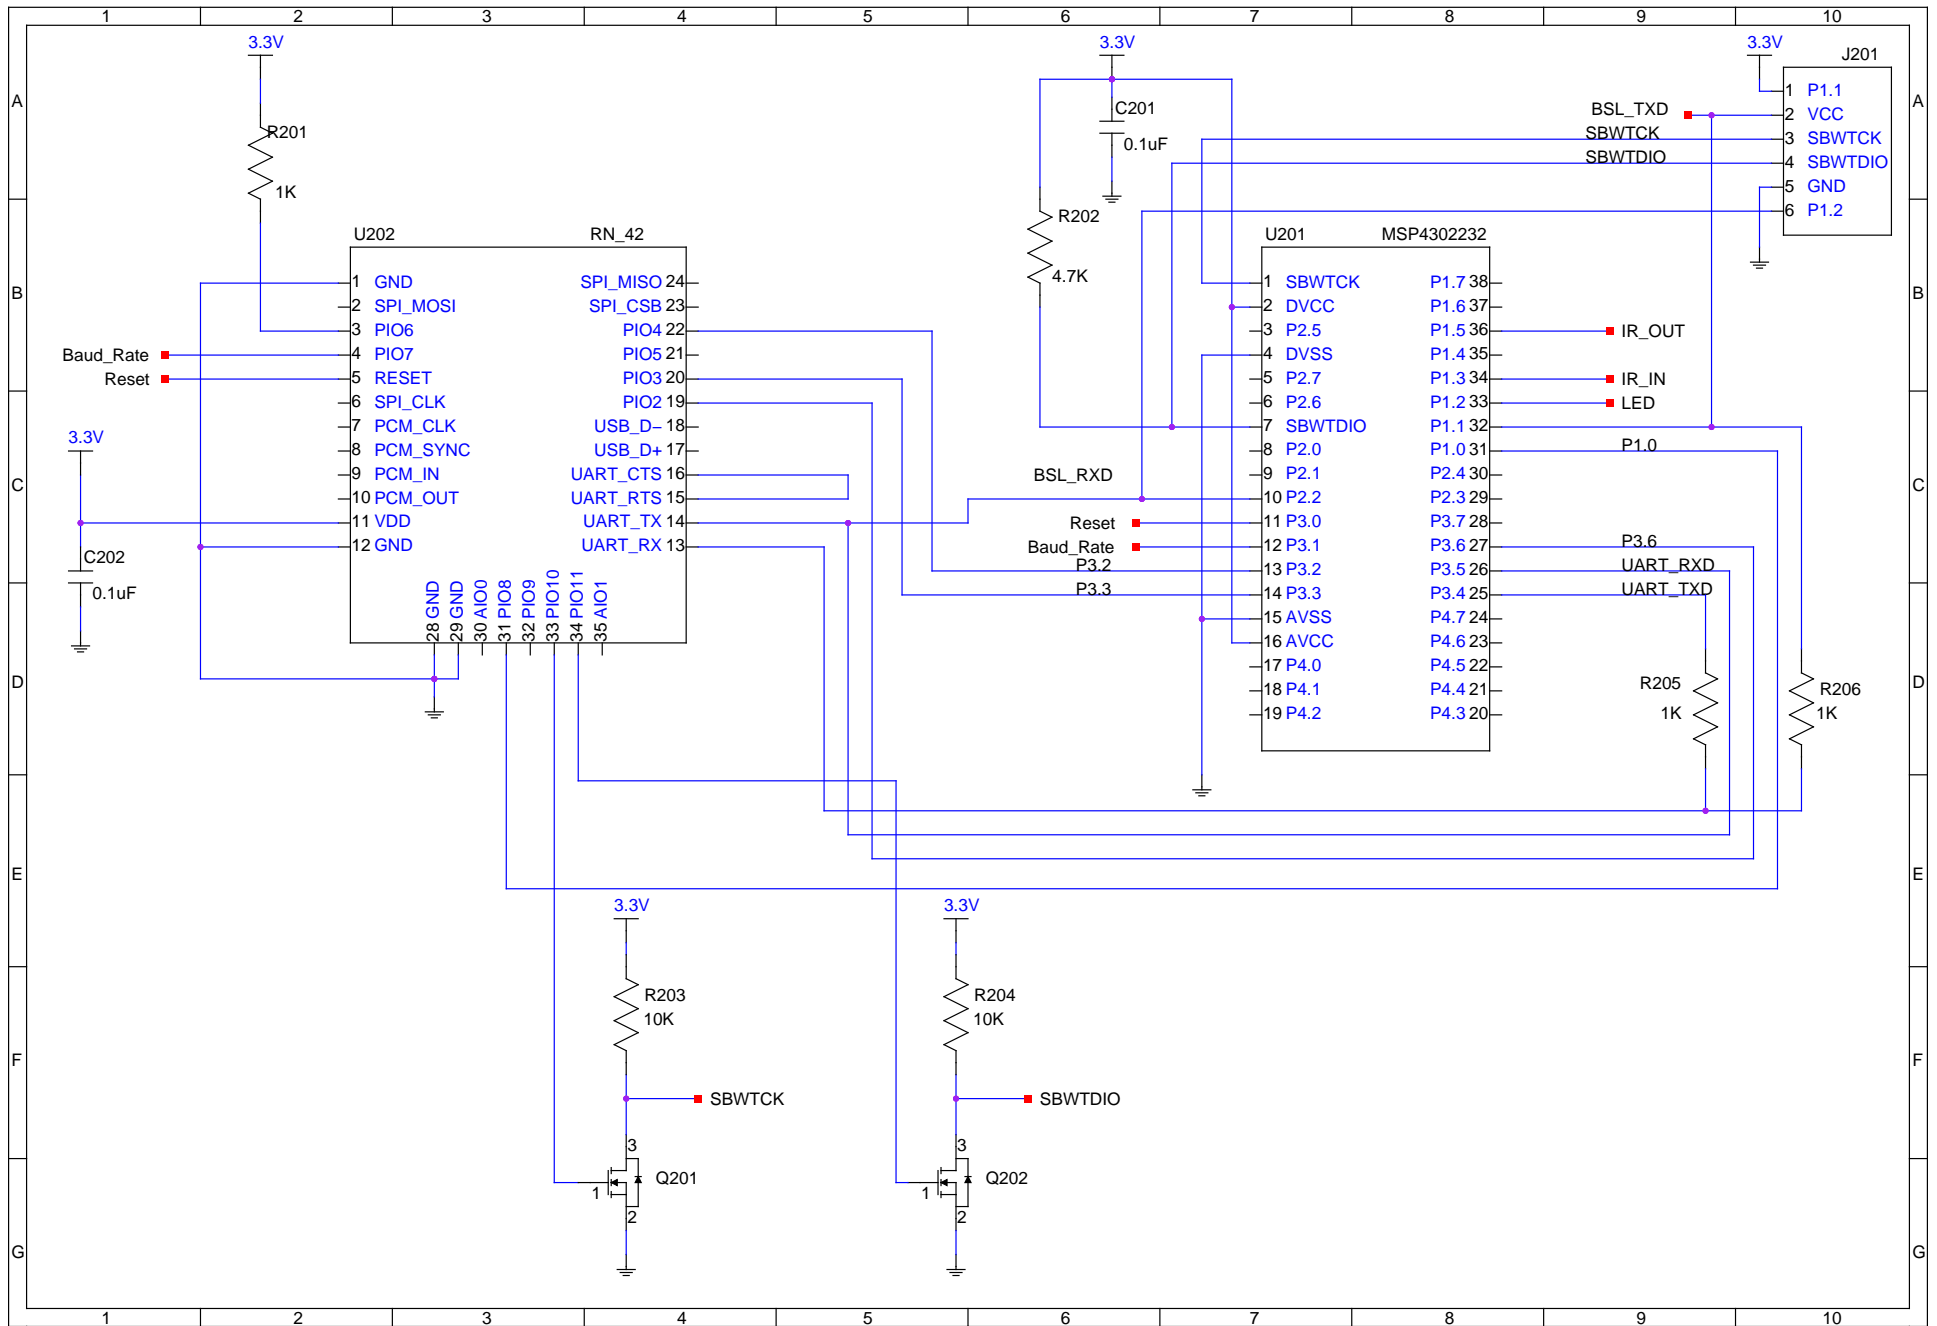 1 2 3 4 5 6 7 8 9 10
A
B
C
D
E
F
G
3.3V
R201
1K
U202 RN_42
1 GND
2 SPI_MOSI
3 PIO6
4 PIO7
5 RESET
6 SPI_CLK
7 PCM_CLK
8 PCM_SYNC
9 PCM_IN
10 PCM_OUT
11 VDD
12 GND
SPI_MISO 24
SPI_CSB 23
PIO4 22
PIO5 21
PIO3 20
PIO2 19
USB_D– 18
USB_D+ 17
UART_CTS 16
UART_RTS 15
UART_TX 14
UART_RX 13
28 GND
29 GND
30 AIO0
31 PIO8
32 PIO9
33 PIO10
34 PIO11
35 AIO1
Baud_Rate
Reset
3.3V
C202
0.1uF
3.3V
C201
0.1uF
R202
4.7K
BSL_RXD
Reset
Baud_Rate
P3.2
P3.3
U201 MSP4302232
1 SBWTCK
2 DVCC
3 P2.5
4 DVSS
5 P2.7
6 P2.6
7 SBWTDIO
8 P2.0
9 P2.1
10 P2.2
11 P3.0
12 P3.1
13 P3.2
14 P3.3
15 AVSS
16 AVCC
17 P4.0
18 P4.1
19 P4.2
P1.7 38
P1.6 37
P1.5 36
P1.4 35
P1.3 34
P1.2 33
P1.1 32
P1.0 31
P2.4 30
P2.3 29
P3.7 28
P3.6 27
P3.5 26
P3.4 25
P4.7 24
P4.6 23
P4.5 22
P4.4 21
P4.3 20
IR_OUT
IR_IN
LED
P1.0
P3.6
UART_RXD
UART_TXD
R205
1K
R206
1K
3.3V
J201
1 P1.1
2 VCC
3 SBWTCK
4 SBWTDIO
5 GND
6 P1.2
BSL_TXD
SBWTCK
SBWTDIO
3.3V
R203
10K
SBWTCK
3
Q201
1
2
3.3V
R204
10K
SBWTDIO
3
Q202
1
2
A
B
C
D
E
F
G
1 2 3 4 5 6 7 8 9 10